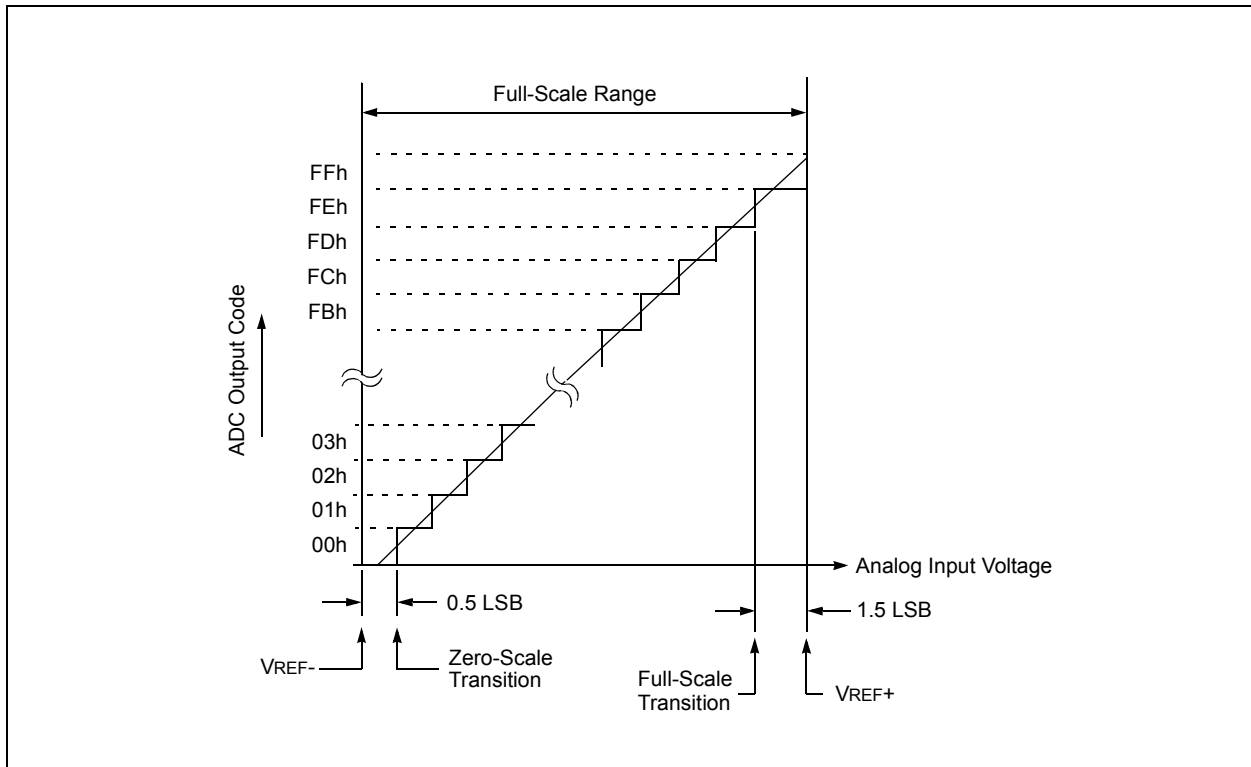 Full-Scale Range
FFh
FEh
FDh
FCh
FBh
ADC Output Code
03h
02h
01h
00h
Analog Input Voltage
0.5 LSB
1.5 LSB
VREF-
Zero-Scale
Transition
Full-Scale
Transition
VREF+